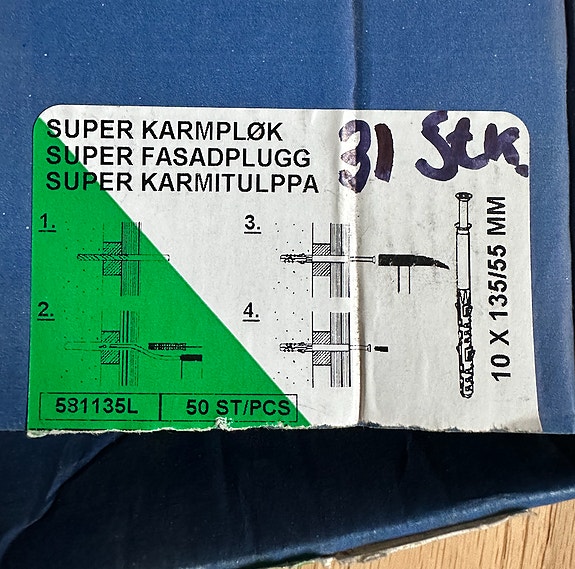 SUPER KARMPLØK
SUPER FASADPLUGG
SUPER KARMITULPPA
31 Stk.
1.
3.
2.
4.
10 X 135/55 MM
581135L
50 ST/PCS